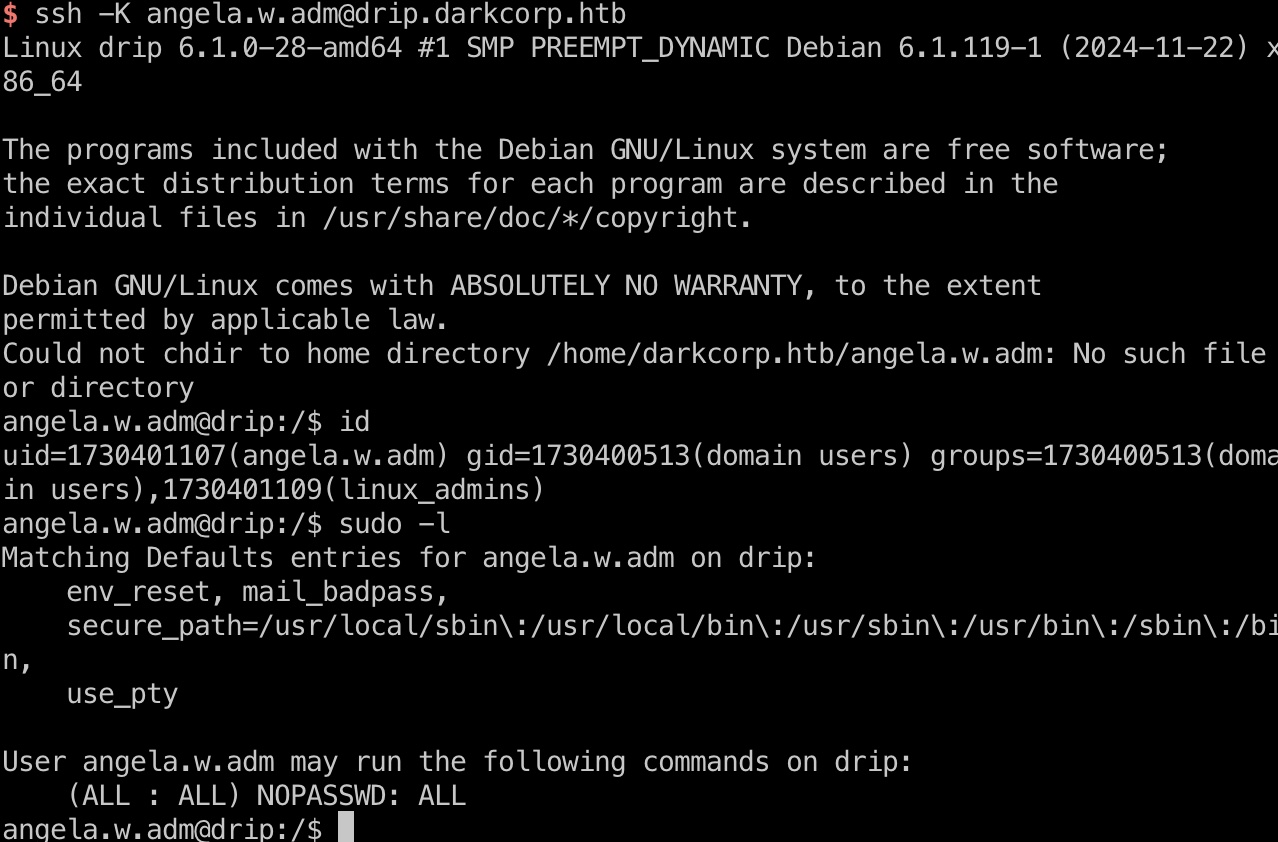 $ ssh -K angela.w.adm@drip.darkcorp.htb
Linux drip 6.1.0-28-amd64 #1 SMP PREEMPT_DYNAMIC Debian 6.1.119-1 (2024-11-22) x
86_64
The programs included with the Debian GNU/Linux system are free software;
the exact distribution terms for each program are described in the
individual files in /usr/share/doc/*/copyright.
Debian GNU/Linux comes with ABSOLUTELY NO WARRANTY, to the extent
permitted by applicable law.
Could not chdir to home directory /home/darkcorp.htb/angela.w.adm: No such file
or directory
angela.w.adm@drip:/$ id
uid=1730401107(angela.w.adm) gid=1730400513(domain users) groups=1730400513(doma
in users),1730401109(linux_admins)
angela.w.adm@drip:/$ sudo -l
Matching Defaults entries for angela.w.adm on drip:
    env_reset, mail_badpass,
    secure_path=/usr/local/sbin\:/usr/local/bin\:/usr/sbin\:/usr/bin\:/sbin\:/bi
n,
    use_pty
User angela.w.adm may run the following commands on drip:
    (ALL : ALL) NOPASSWD: ALL
angela.w.adm@drip:/$